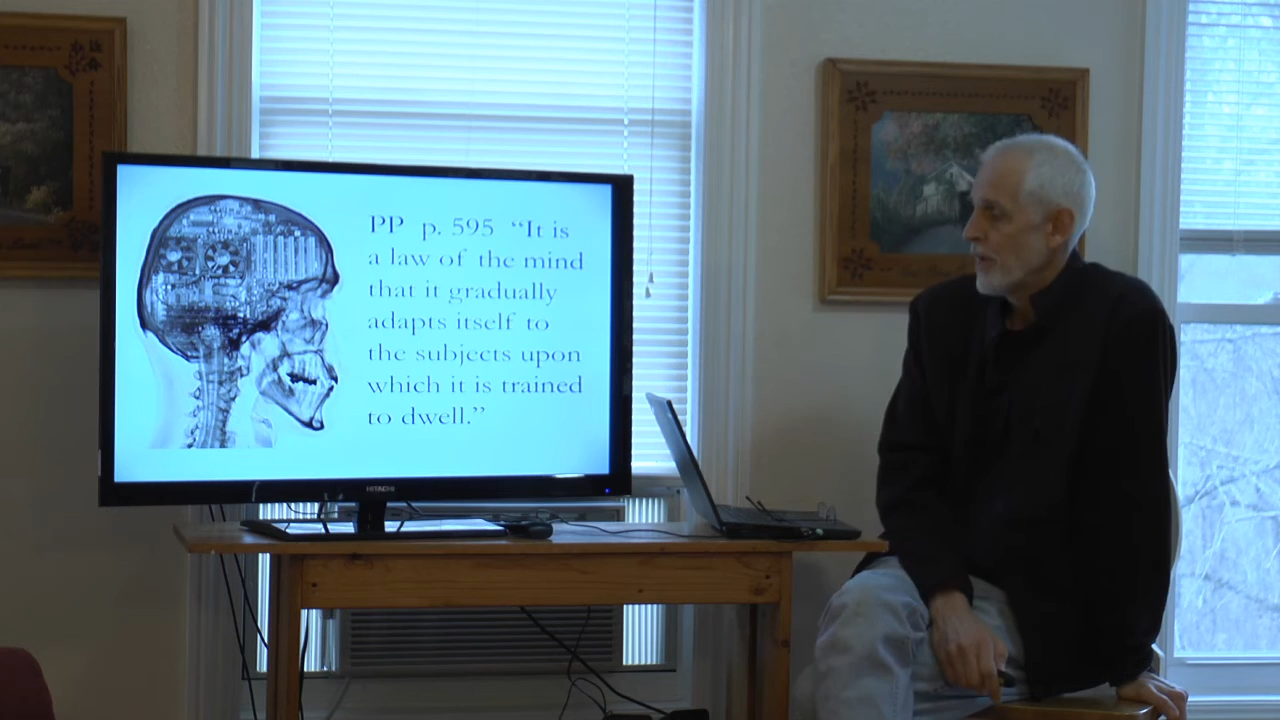 PP p. 595 “It is
a law of the mind
that it gradually
adapts itself to
the subjects upon
which it is trained
to dwell.”
HITACHI